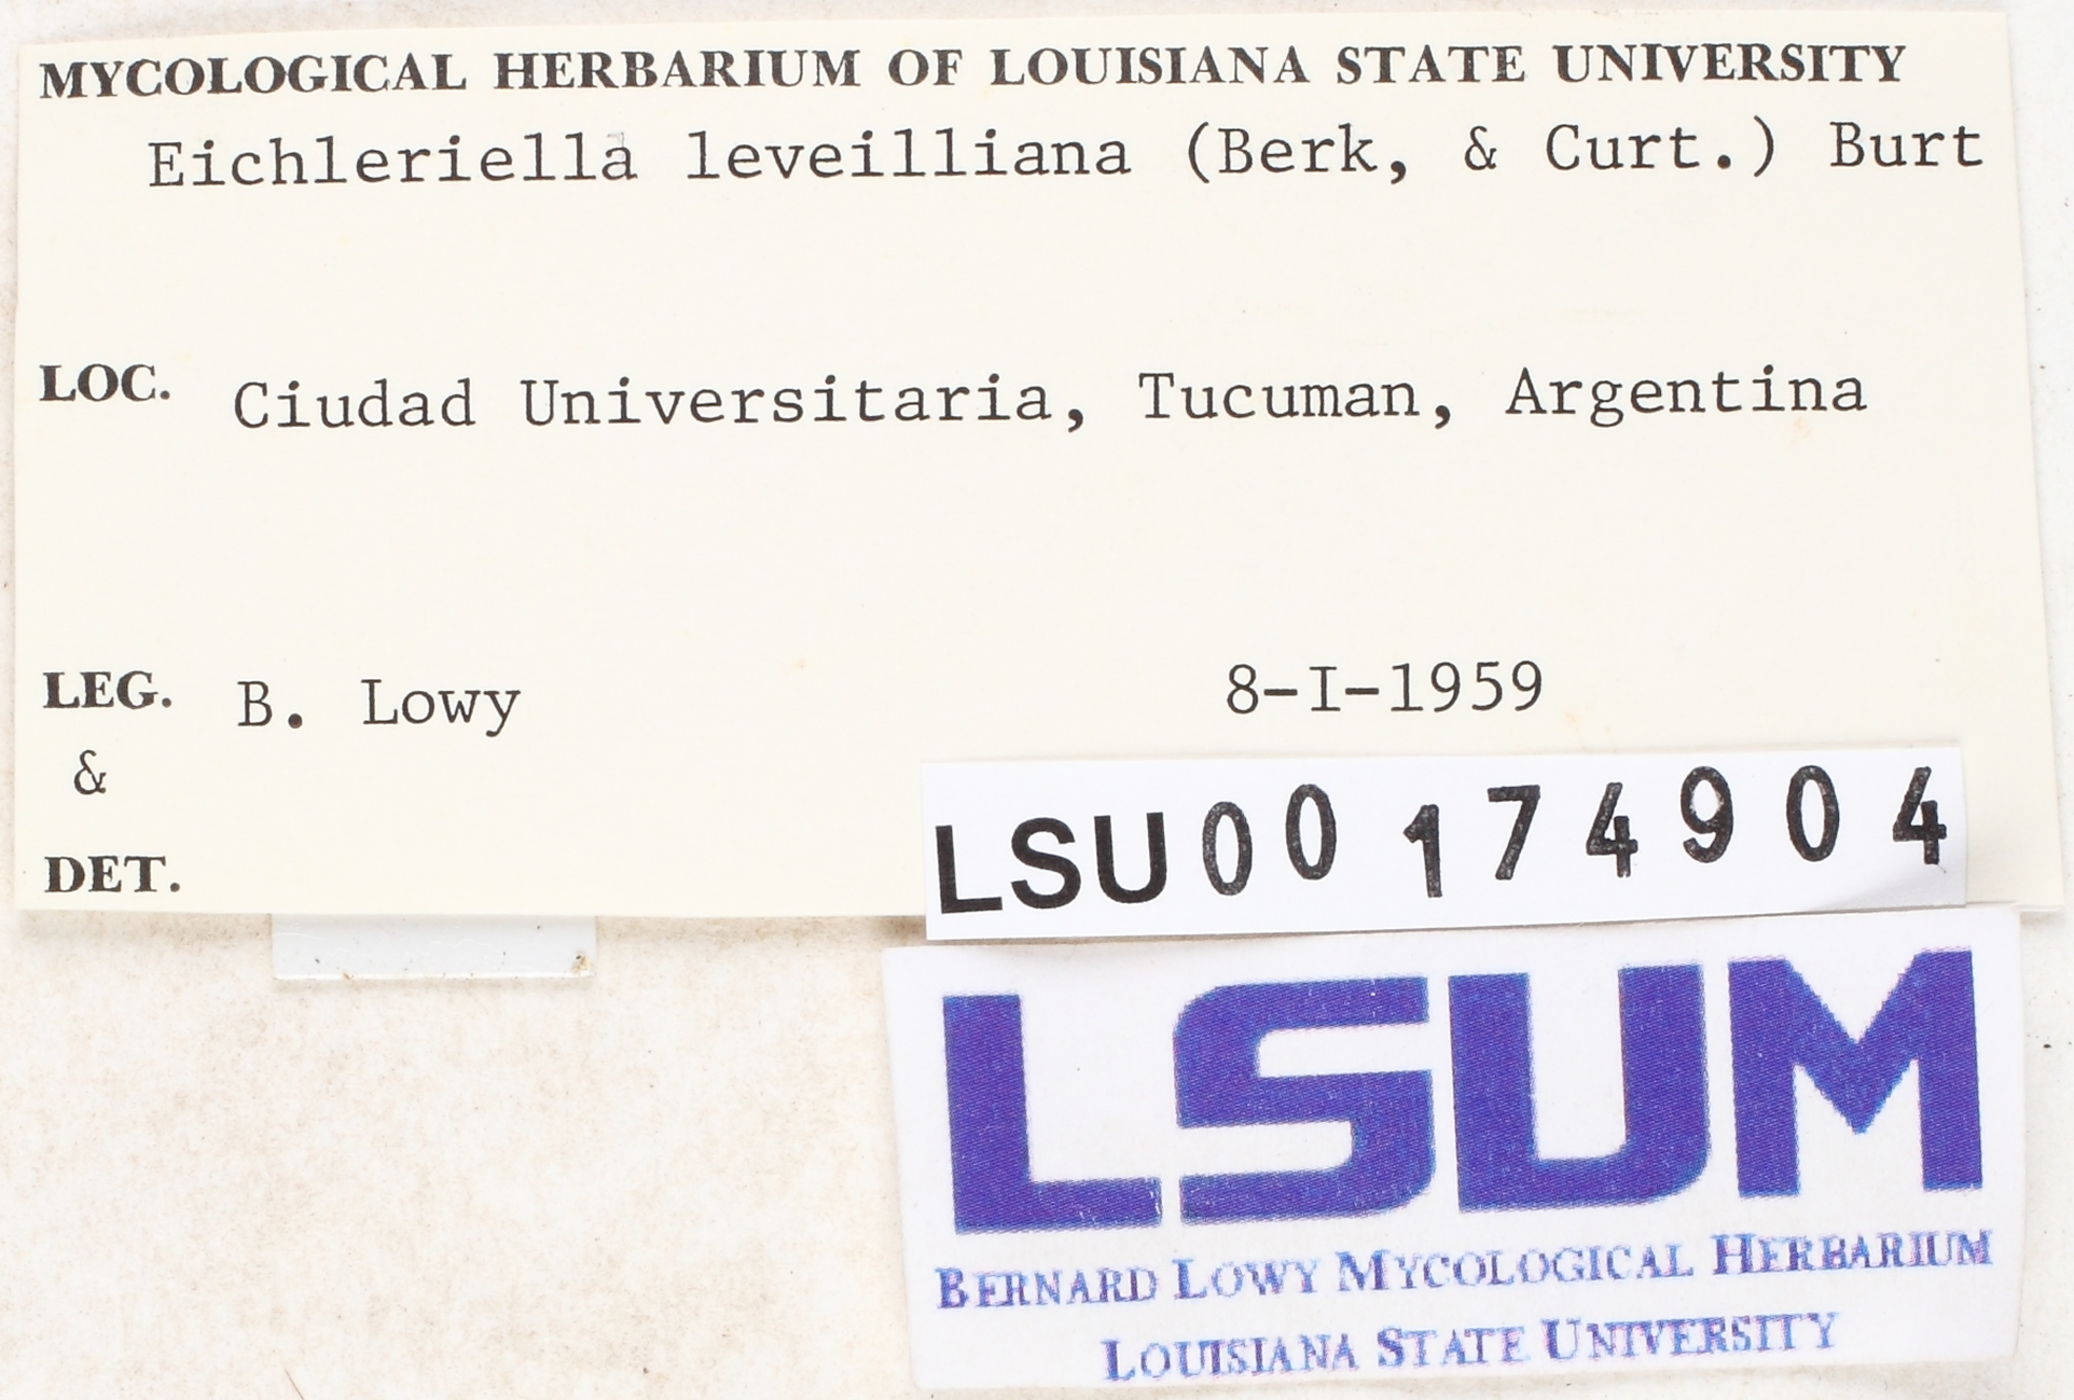 MYCOLOGICAL HERBARIUM OF LOUISIANA STATE UNIVERSITY
Eichleriella leveilliana (Berk, & Curt.) Burt
LOC. Ciudad Universitaria, Tucuman, Argentina
LEG. B. Lowy 8-I-1959
&
DET.
LSU00174904
LSUM
BERNARD LOWY MYCOLOGICAL HERBARIUM
LOUISIANA STATE UNIVERSITY